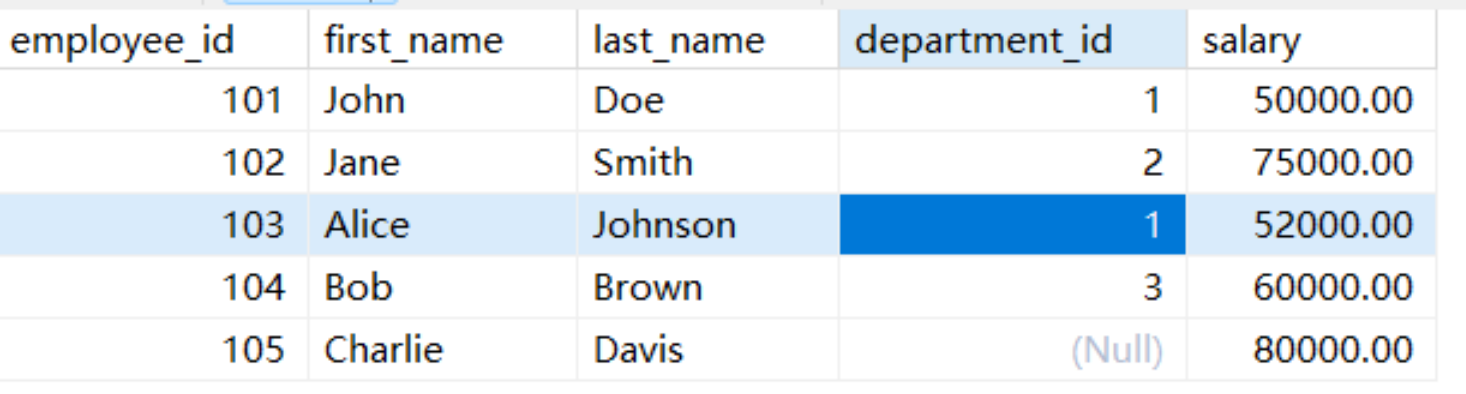 employee_id first_name last_name department_id salary
101 John Doe 1 50000.00
102 Jane Smith 2 75000.00
103 Alice Johnson 1 52000.00
104 Bob Brown 3 60000.00
105 Charlie Davis (Null) 80000.00